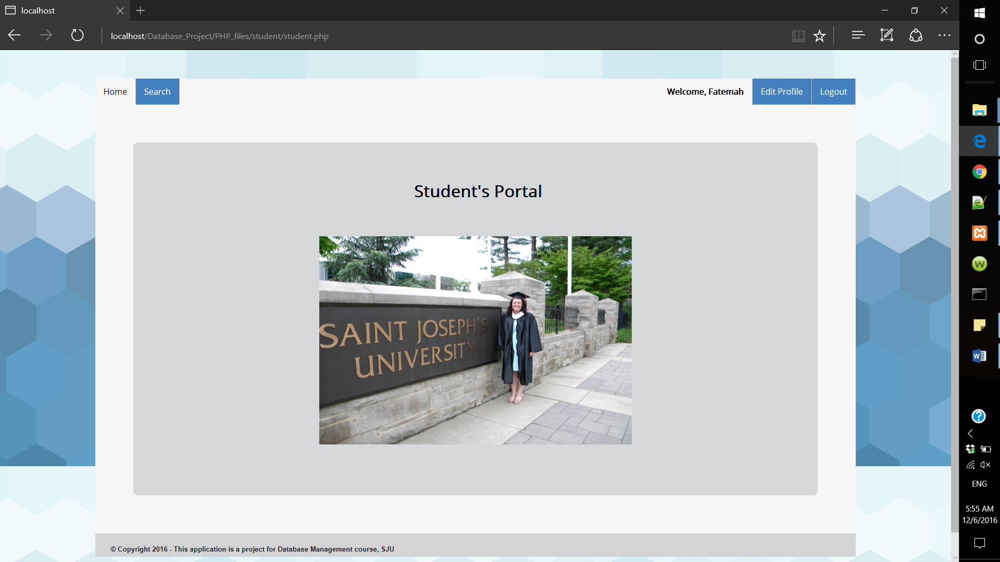 localhost
localhost/Database_Project/PHP_files/student/student.php
Home
Search
Welcome, Fatemah
Edit Profile
Logout
Student's Portal
SAINT JOSEPH'S
UNIVERSITY
© Copyright 2016 - This application is a project for Database Management course, SJU
ENG
5:55 AM
12/6/2016